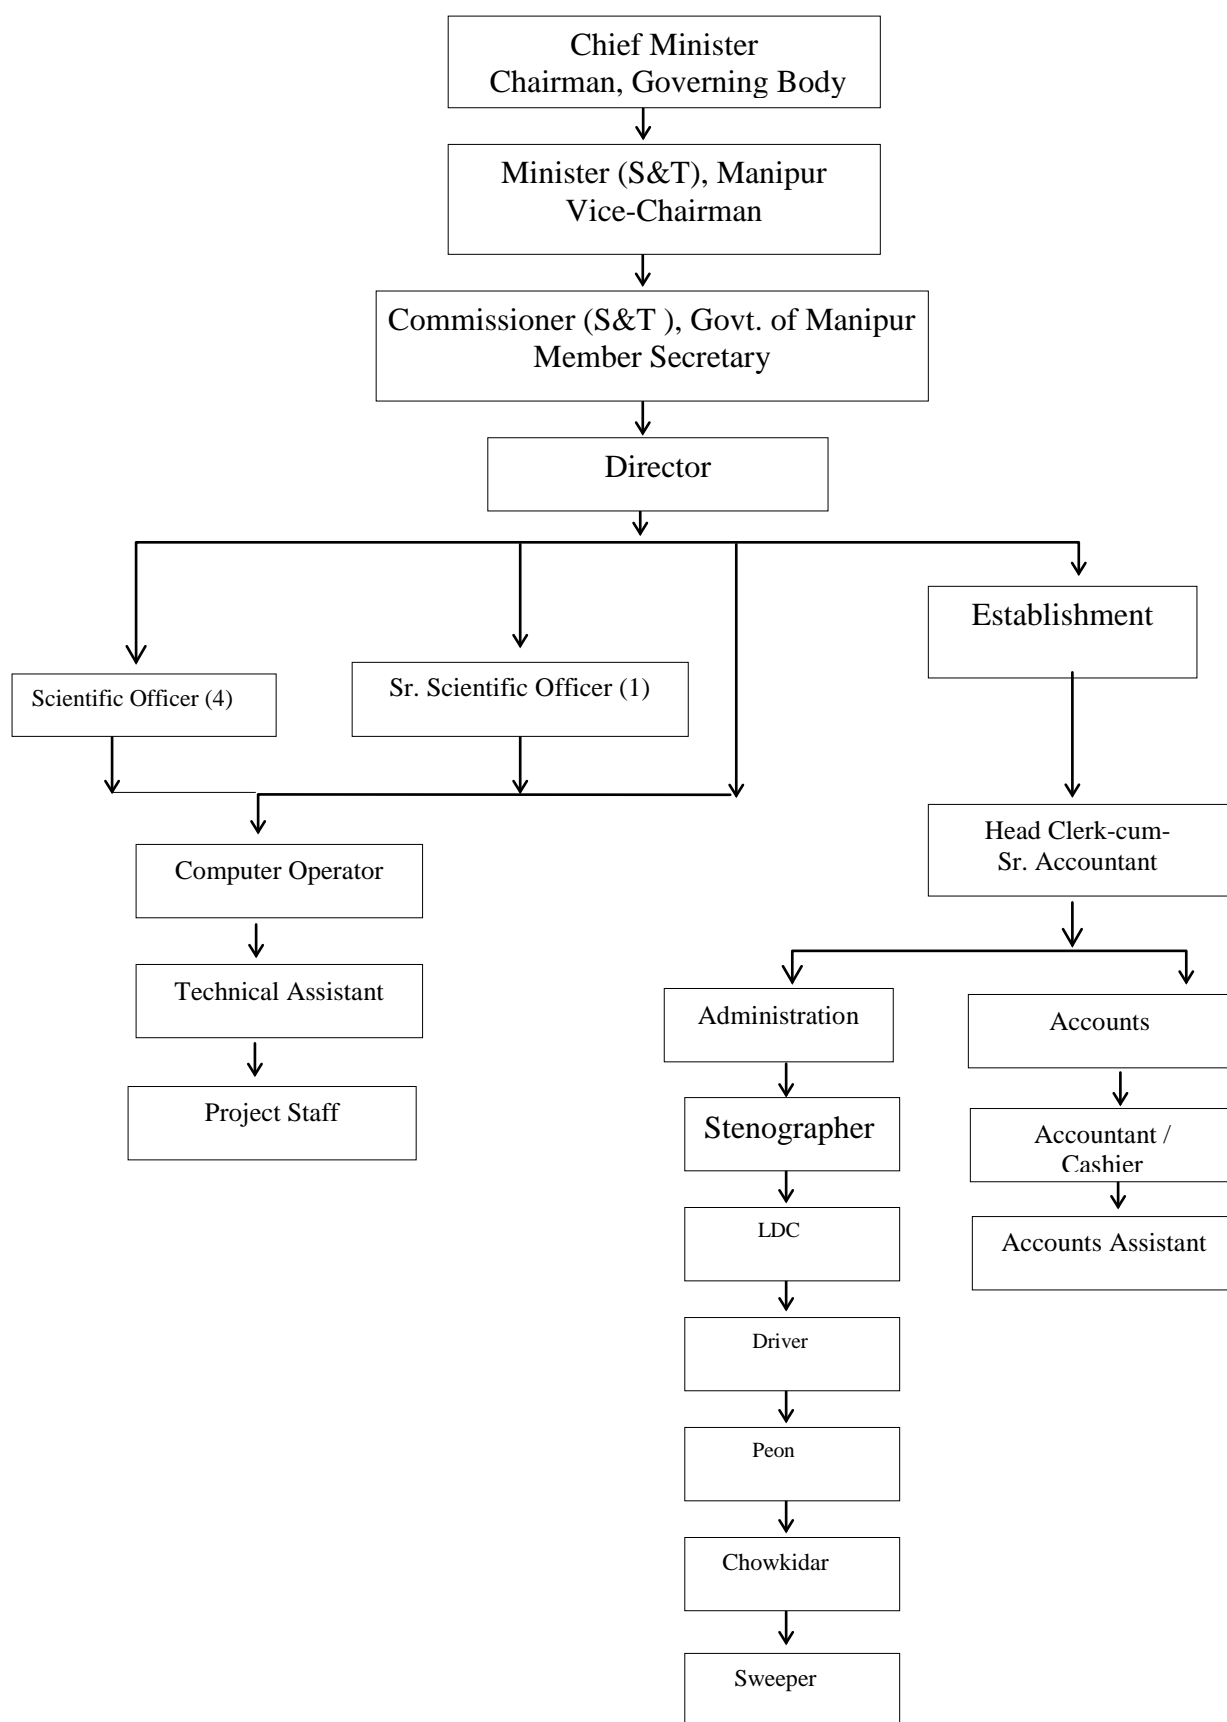 Chief Minister
Chairman, Governing Body
Minister (S&T), Manipur
Vice-Chairman
Commissioner (S&T ), Govt. of Manipur
Member Secretary
Director
Establishment
Scientific Officer (4)
Sr. Scientific Officer (1)
Head Clerk-cum-
Sr. Accountant
Computer Operator
Technical Assistant
Project Staff
Administration
Accounts
Stenographer
Accountant /
Cashier
LDC
Accounts Assistant
Driver
Peon
Chowkidar
Sweeper